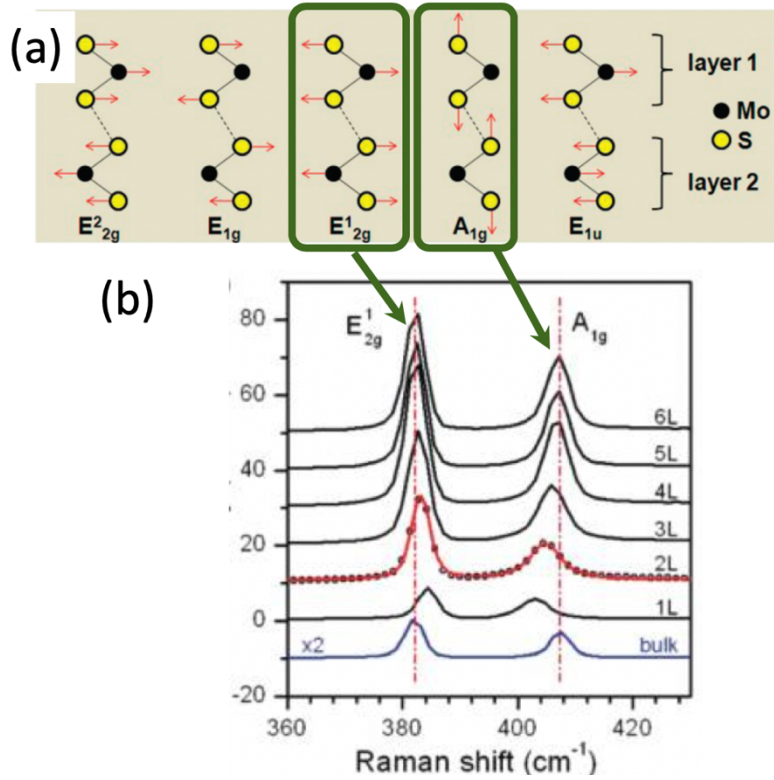 (a)
layer 1
Mo
S
layer 2
E²₂g E₁g E¹₂g A₁g E₁ᵤ
(b)
E¹₂g A₁g
80
60
40
20
0
-20
6L
5L
4L
3L
2L
1L
x2 bulk
360 380 400 420
Raman shift (cm⁻¹)